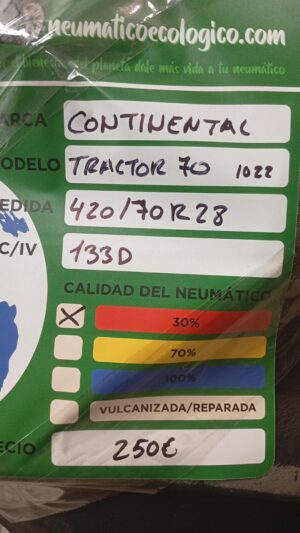 neumaticoecologico.com
del planeta dale más vida a tu neumático
ARCA CONTINENTAL
ODELO TRACTOR 70 1022
EDIDA 420/70R28
C/IV 133D
CALIDAD DEL NEUMÁTICO
X 30%
70%
100%
VULCANIZADA/REPARADA
ECIO 250€